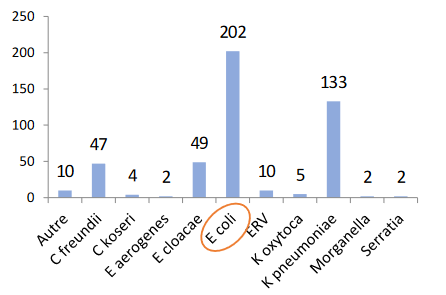 250
200
150
100
50
0
10
47
4
2
49
202
10
5
133
2
2
Autre
C freundii
C koseri
E aerogenes
E cloacae
E coli
ERV
K oxytoca
K pneumoniae
Morganella
Serratia